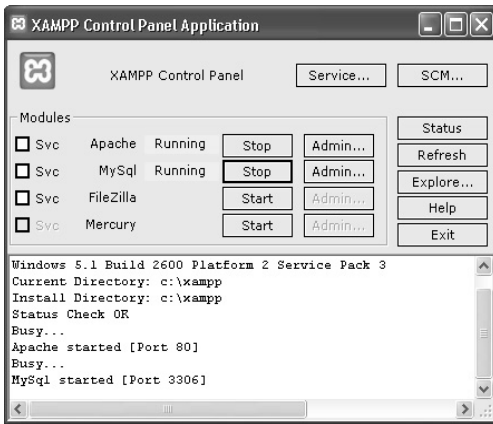 XAMPP Control Panel Application
XAMPP Control Panel
Service...
SCM...
Modules
Svc Apache Running Stop Admin...
Svc MySql Running Stop Admin...
Svc FileZilla Start Admin...
Svc Mercury Start Admin...
Status
Refresh
Explore...
Help
Exit
Windows 5.1 Build 2600 Platform 2 Service Pack 3
Current Directory: c:\xampp
Install Directory: c:\xampp
Status Check OK
Busy...
Apache started [Port 80]
Busy...
MySql started [Port 3306]